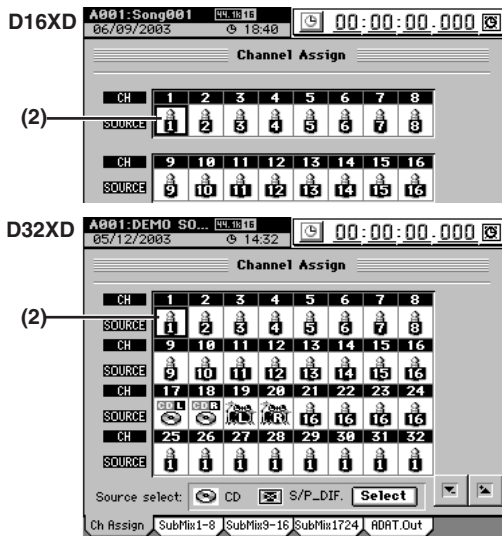 D16XD
A001:Song001 44.1K 16
06/09/2003 18:40
00:00:00.000
Channel Assign
CH 1 2 3 4 5 6 7 8
(2)
SOURCE 1 2 3 4 5 6 7 8
CH 9 10 11 12 13 14 15 16
SOURCE 9 10 11 12 13 14 15 16
D32XD
A001:DEMO SO... 44.1K 16
05/12/2003 14:32
00:00:00.000
Channel Assign
CH 1 2 3 4 5 6 7 8
(2)
SOURCE 1 2 3 4 5 6 7 8
CH 9 10 11 12 13 14 15 16
SOURCE 9 10 11 12 13 14 15 16
CH 17 18 19 20 21 22 23 24
SOURCE CD L CD R L R 16 16 16 16
CH 25 26 27 28 29 30 31 32
SOURCE 1 1 1 1 1 1 1 1
Source select: CD S/P_DIF. Select
Ch Assign SubMix1-8 SubMix9-16 SubMix1724 ADAT.Out